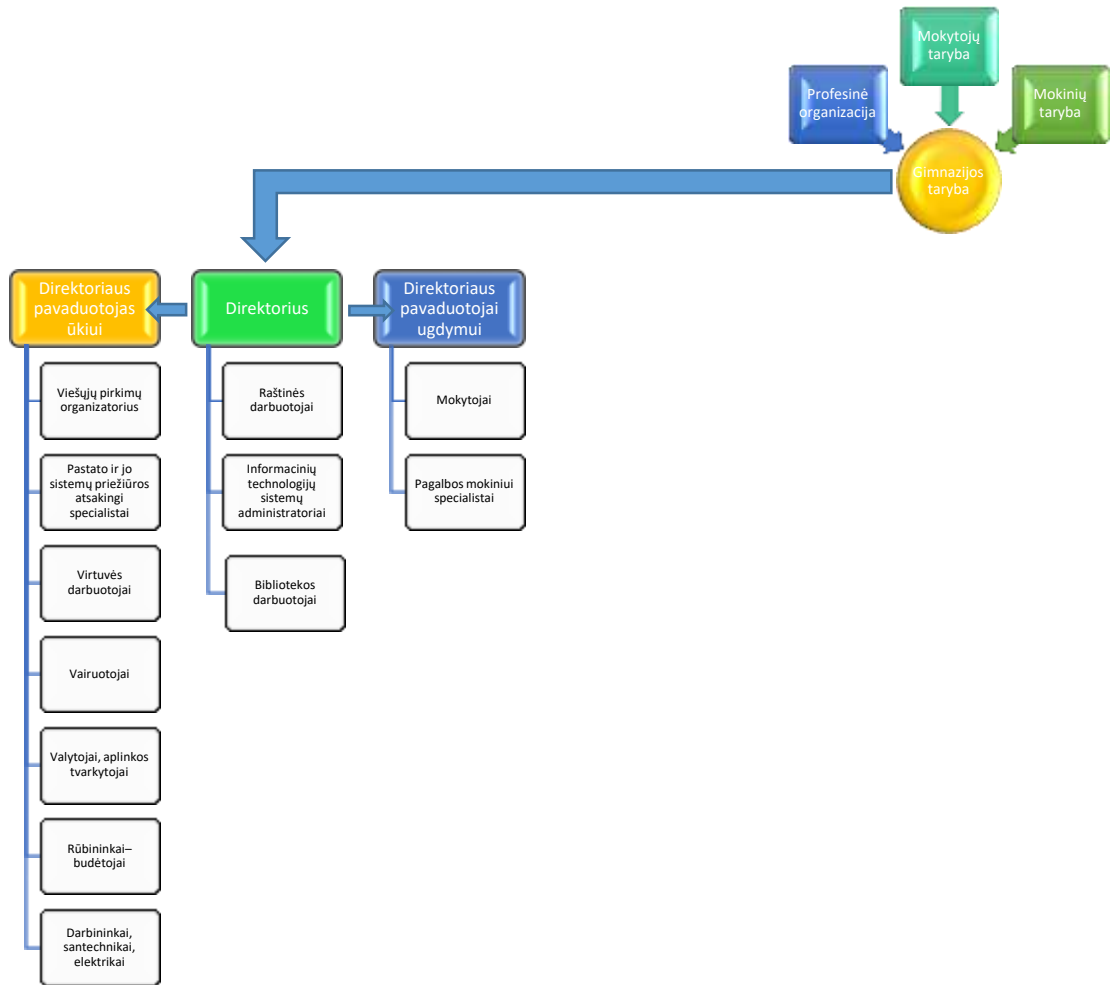 Mokytojų
taryba
Profesinė
organizacija
Mokinių
taryba
Gimnazijos
taryba
Direktoriaus
pavaduotojas
ūkiui
Direktorius
Direktoriaus
pavaduotojai
ugdymui
Viešųjų pirkimų
organizatorius
Pastato ir jo
sistemų priežiūros
atsakingi
specialistai
Virtuvės
darbuotojai
Vairuotojai
Valytojai, aplinkos
tvarkytojai
Rūbininkai–
budėtojai
Darbininkai,
santechnikai,
elektrikai
Raštinės
darbuotojai
Informacinių
technologijų
sistemų
administratoriai
Bibliotekos
darbuotojai
Mokytojai
Pagalbos mokiniui
specialistai